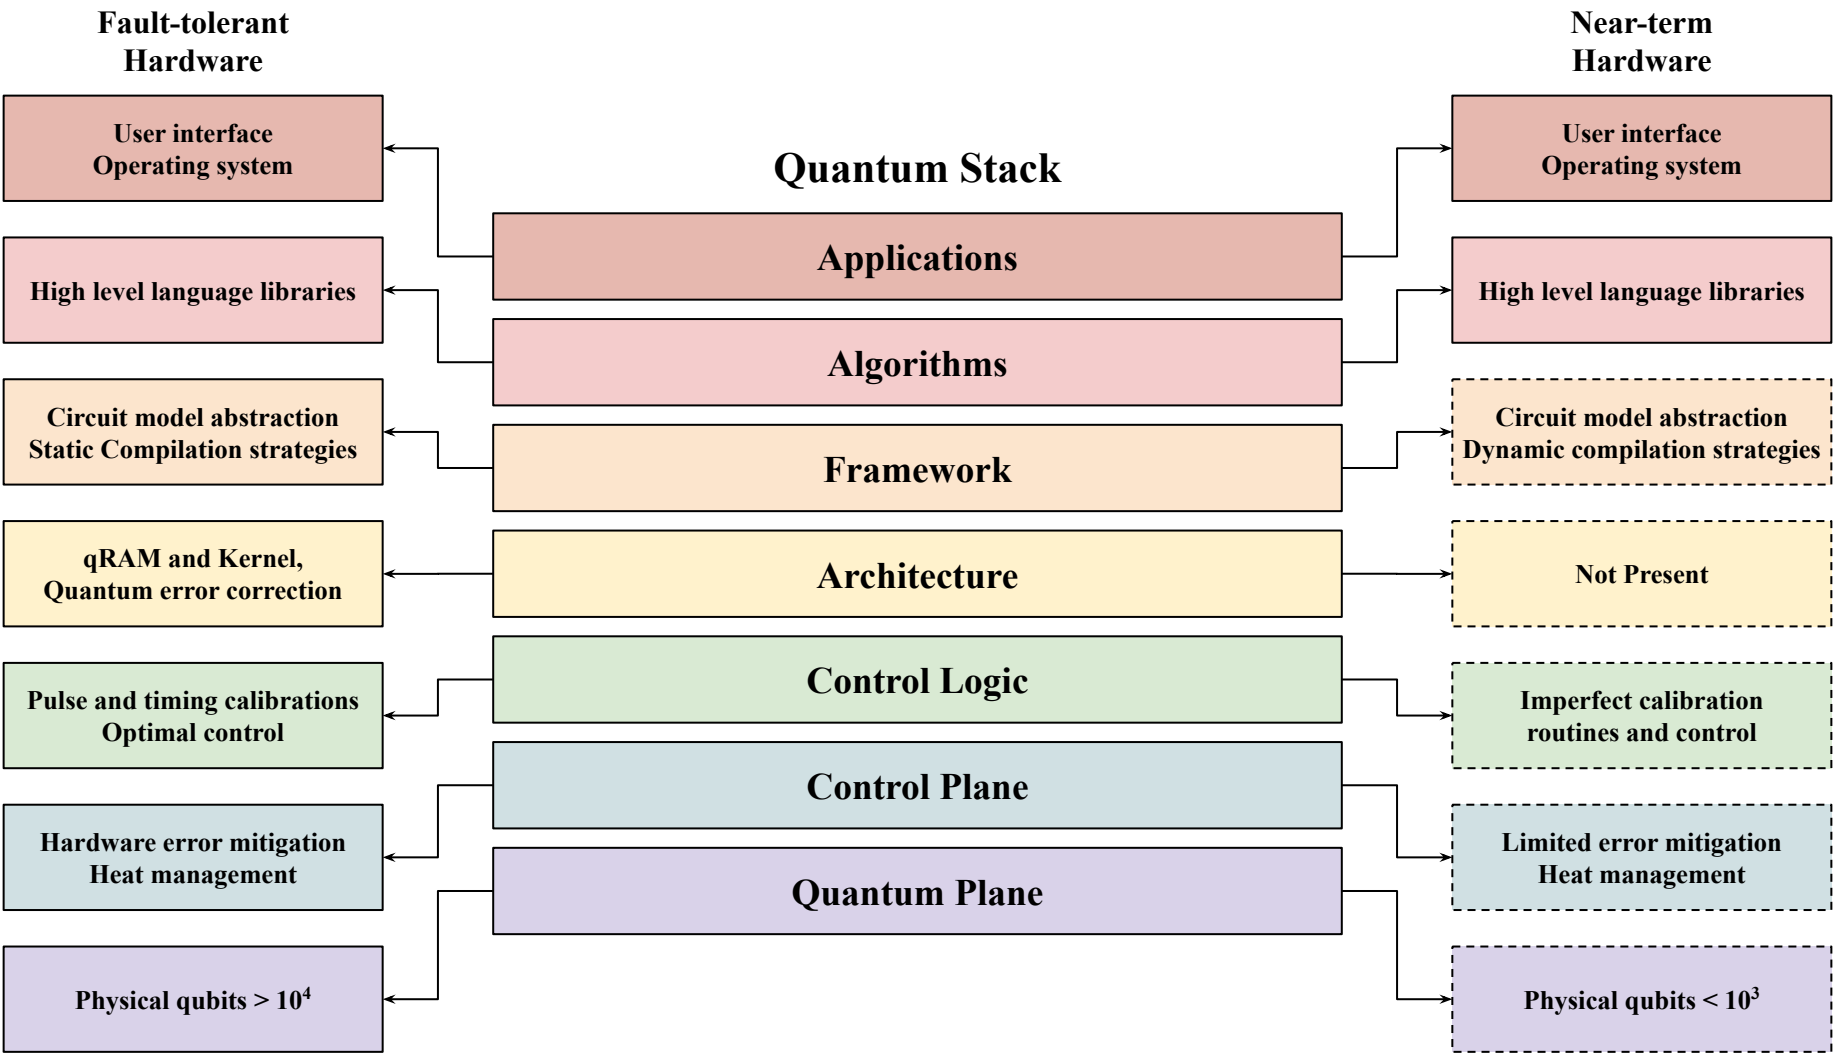 Fault-tolerant
Hardware
User interface
Operating system
High level language libraries
Circuit model abstraction
Static Compilation strategies
qRAM and Kernel,
Quantum error correction
Pulse and timing calibrations
Optimal control
Hardware error mitigation
Heat management
Physical qubits > 10⁴
Quantum Stack
Applications
Algorithms
Framework
Architecture
Control Logic
Control Plane
Quantum Plane
Near-term
Hardware
User interface
Operating system
High level language libraries
Circuit model abstraction
Dynamic compilation strategies
Not Present
Imperfect calibration
routines and control
Limited error mitigation
Heat management
Physical qubits < 10³